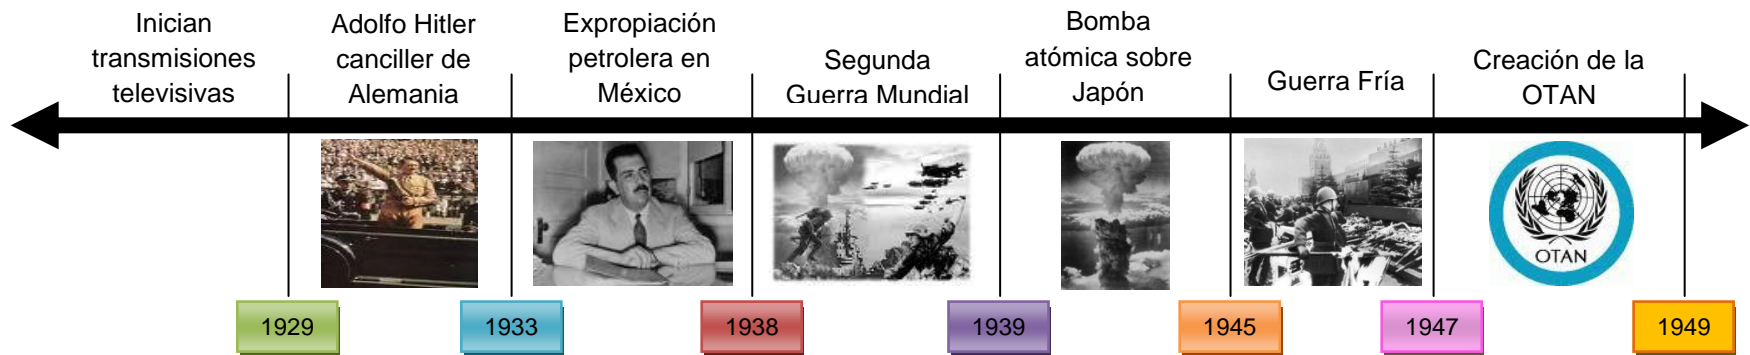 Inician
transmisiones
televisivas
Adolfo Hitler
canciller de
Alemania
Expropiación
petrolera en
México
Segunda
Guerra Mundial
Bomba
atómica sobre
Japón
Guerra Fría
Creación de la
OTAN
OTAN
1929
1933
1938
1939
1945
1947
1949